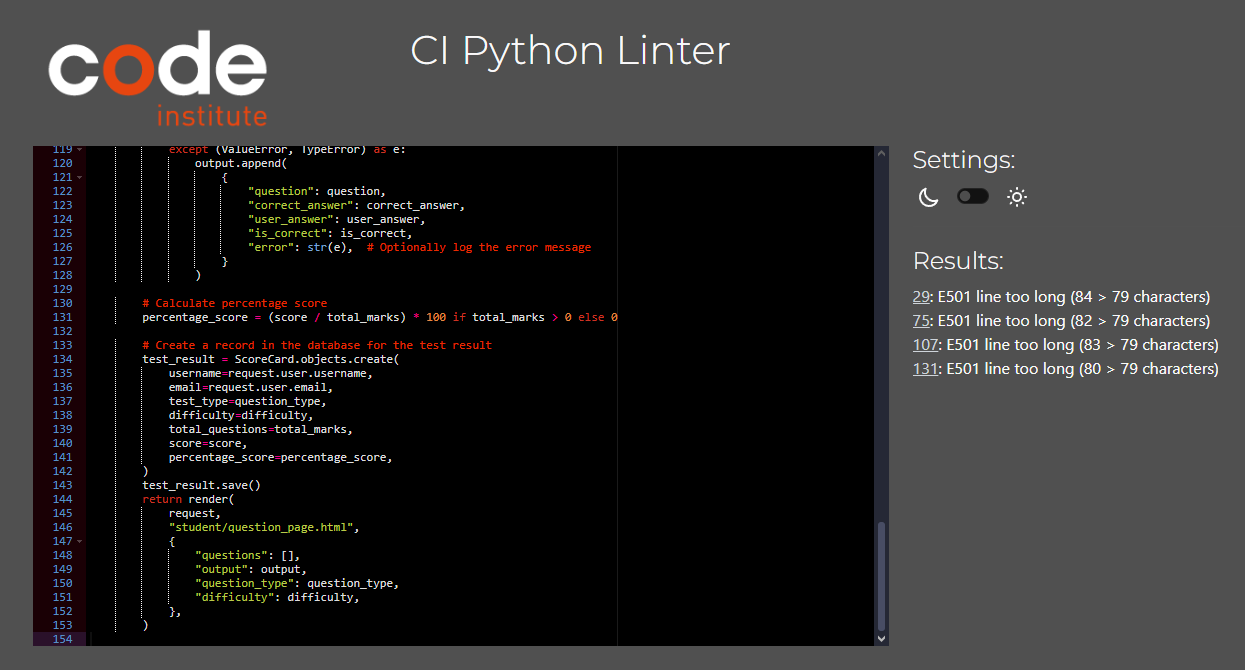 code
institute
CI Python Linter
119 except (ValueError, TypeError) as e:
120 output.append(
121 {
122 "question": question,
123 "correct_answer": correct_answer,
124 "user_answer": user_answer,
125 "is_correct": is_correct,
126 "error": str(e),  # Optionally log the error message
127 }
128 )
129
130 # Calculate percentage score
131 percentage_score = (score / total_marks) * 100 if total_marks > 0 else 0
132
133 # Create a record in the database for the test result
134 test_result = ScoreCard.objects.create(
135 username=request.user.username,
136 email=request.user.email,
137 test_type=question_type,
138 difficulty=difficulty,
139 total_questions=total_marks,
140 score=score,
141 percentage_score=percentage_score,
142 )
143 test_result.save()
144 return render(
145 request,
146 "student/question_page.html",
147 {
148 "questions": [],
149 "output": output,
150 "question_type": question_type,
151 "difficulty": difficulty,
152 },
153 )
154
Settings:
Results:
29: E501 line too long (84 > 79 characters)
75: E501 line too long (82 > 79 characters)
107: E501 line too long (83 > 79 characters)
131: E501 line too long (80 > 79 characters)